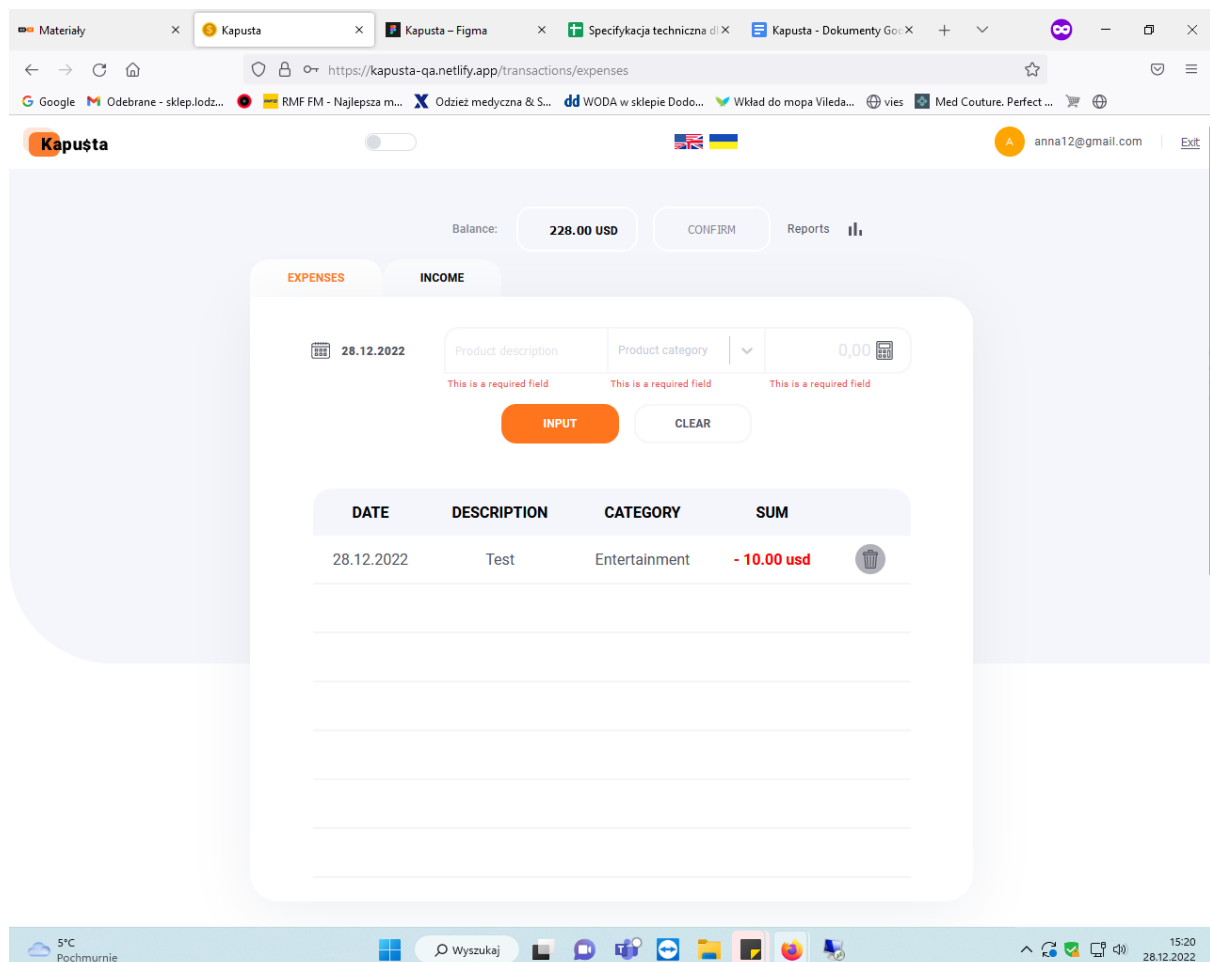 Materiały
Kapusta
Kapusta – Figma
Specyfykacja techniczna dl
Kapusta - Dokumenty Goo
https://kapusta-qa.netlify.app/transactions/expenses
Google
Odebrane - sklep.lodz...
RMF FM - Najlepsza m...
Odzież medyczna & S...
WODA w sklepie Dodo...
Wkład do mopa Vileda...
vies
Med Couture. Perfect ...
Kapu$ta
A
anna12@gmail.com
Exit
Balance:
228.00 USD
CONFIRM
Reports
EXPENSES
INCOME
28.12.2022
Product description
Product category
0,00
This is a required field
This is a required field
This is a required field
INPUT
CLEAR
DATE DESCRIPTION CATEGORY SUM
28.12.2022 Test Entertainment - 10.00 usd
5°C
Pochmurnie
Wyszukaj
15:20
28.12.2022